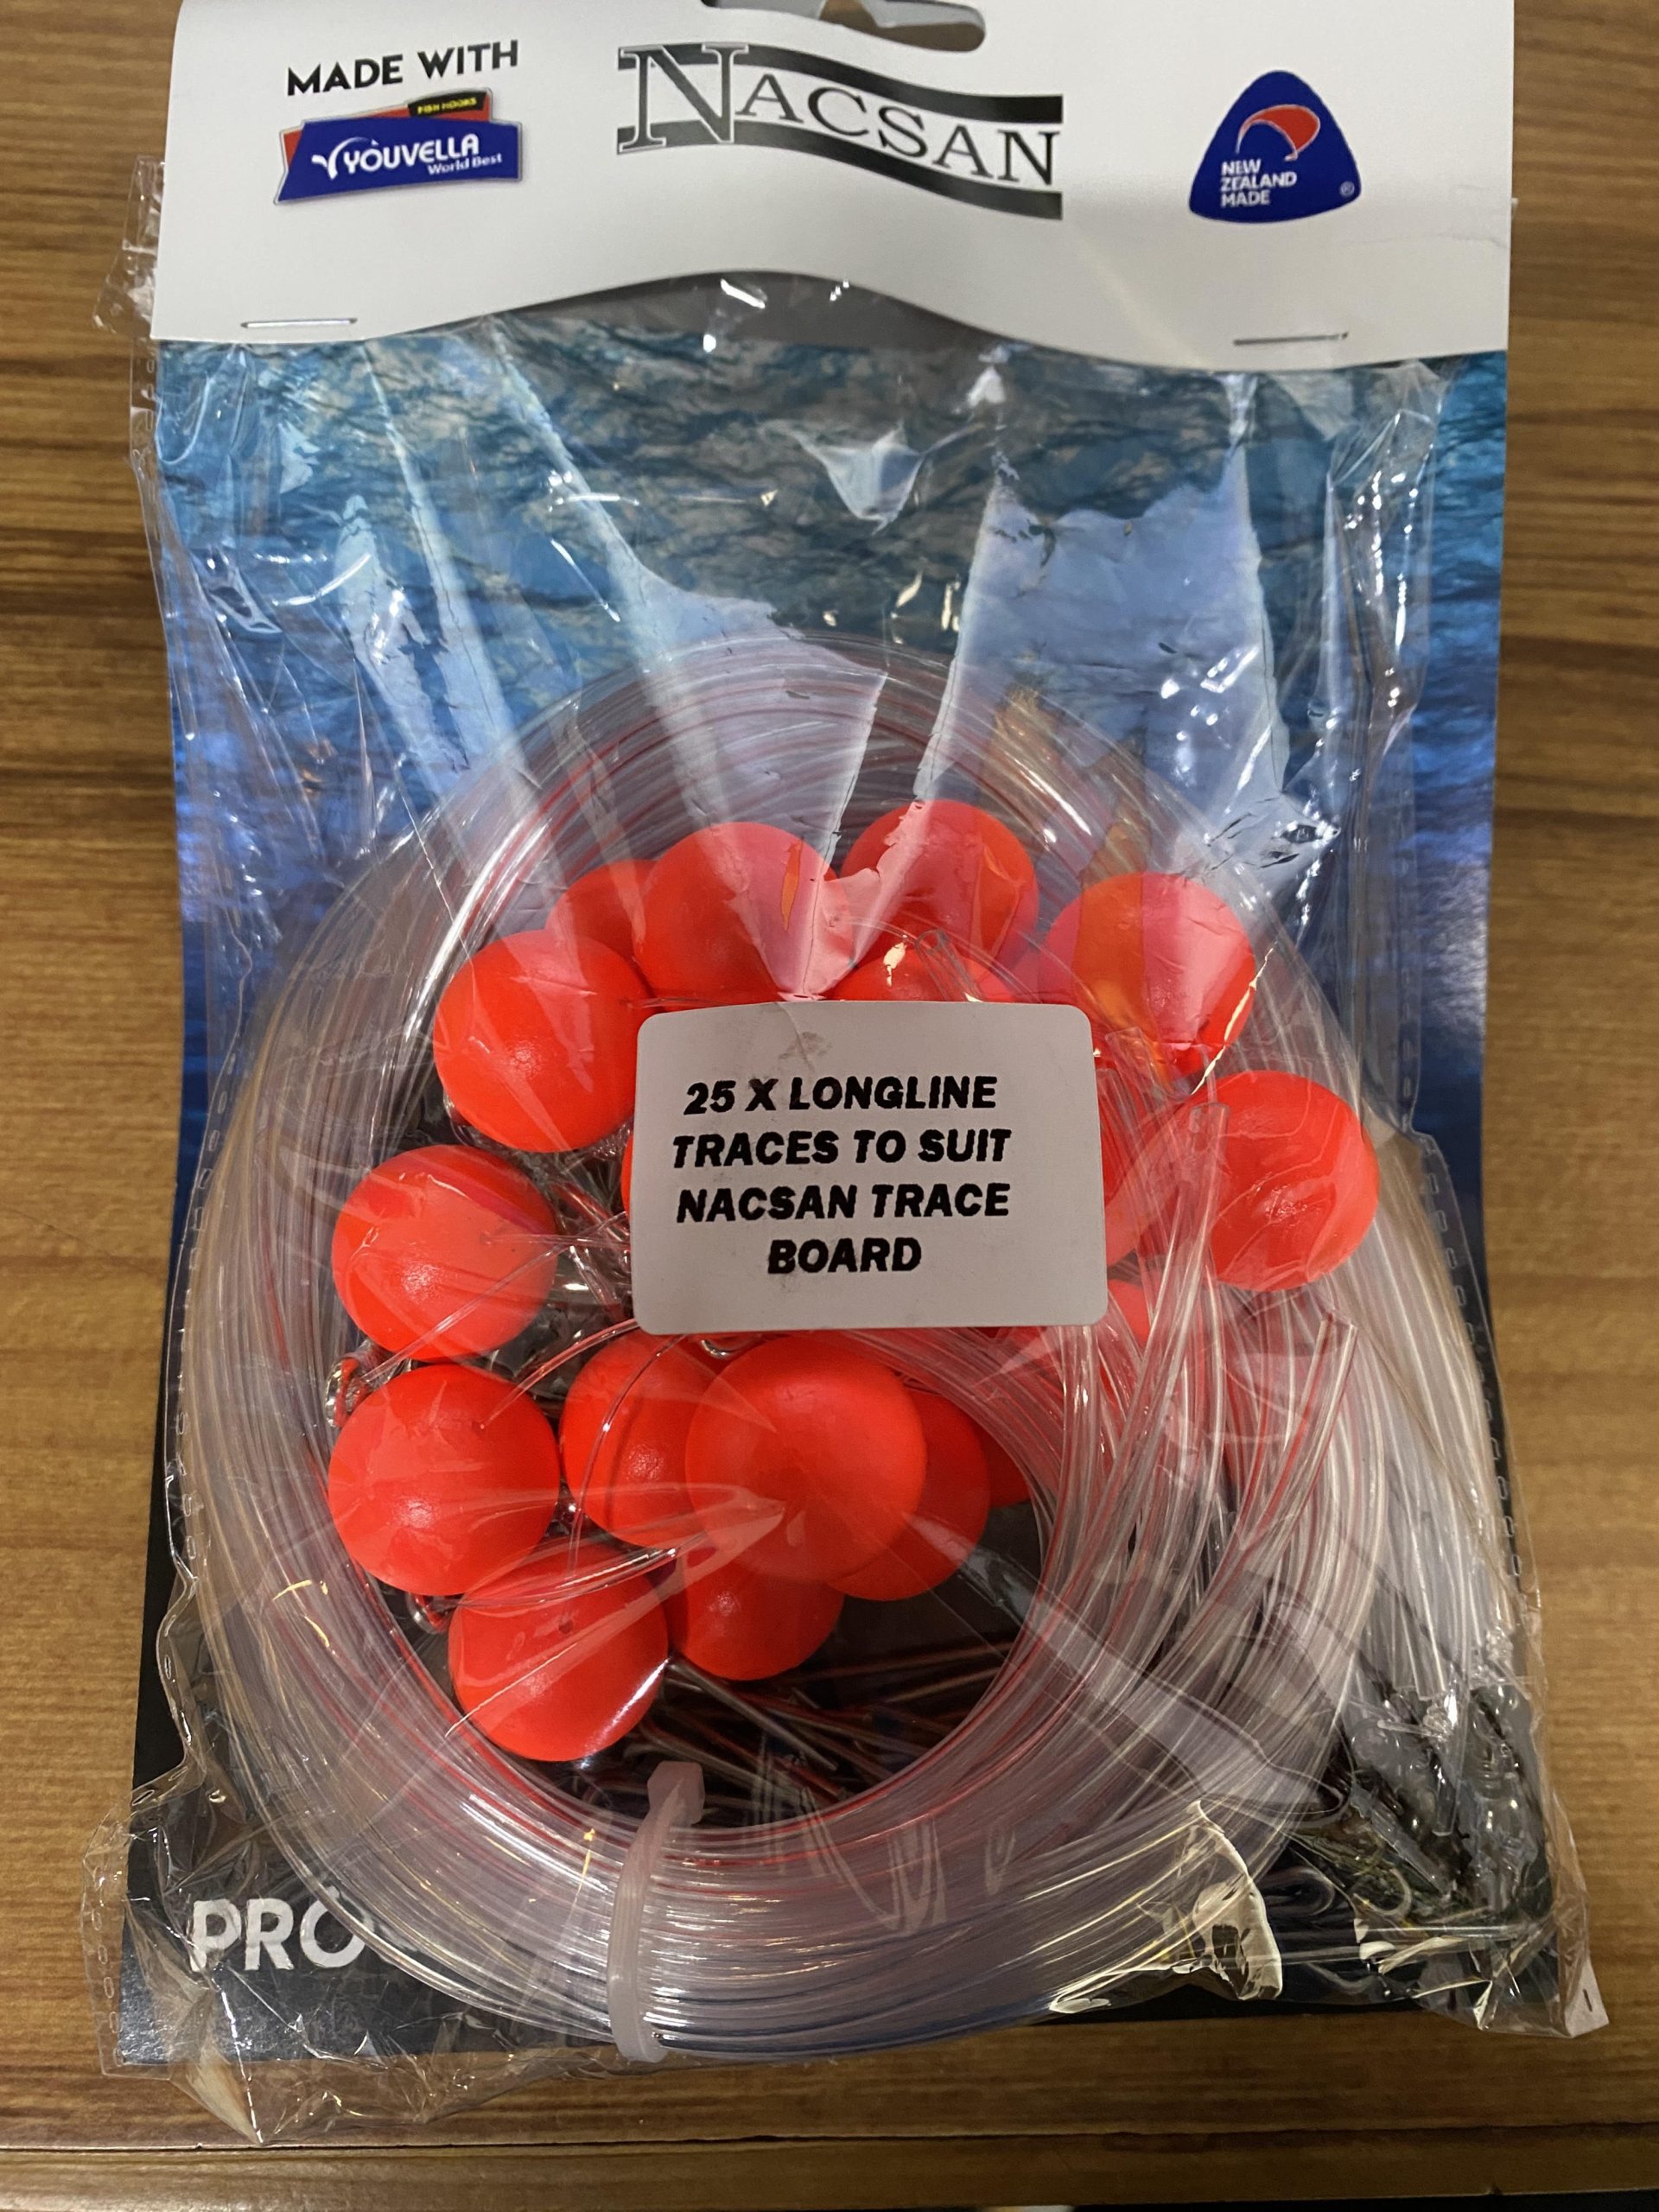 MADE WITH
FISH HOOKS
YOUVELLA
World Best
NACSAN
NEW
ZEALAND
MADE
®
25 X LONGLINE
TRACES TO SUIT
NACSAN TRACE
BOARD